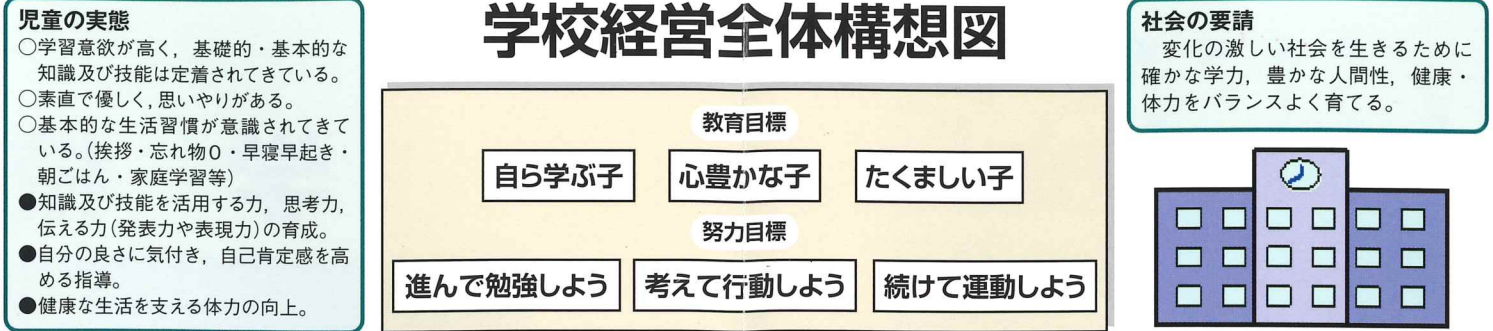 児童の実態
○学習意欲が高く，基礎的・基本的な
知識及び技能は定着されてきている。
○素直で優しく，思いやりがある。
○基本的な生活習慣が意識されてきて
いる。(挨拶・忘れ物０・早寝早起き・
朝ごはん・家庭学習等)
●知識及び技能を活用する力，思考力，
伝える力(発表力や表現力)の育成。
●自分の良さに気付き，自己肯定感を高
める指導。
●健康な生活を支える体力の向上。
学校経営全体構想図
教育目標
自ら学ぶ子
心豊かな子
たくましい子
努力目標
進んで勉強しよう
考えて行動しよう
続けて運動しよう
社会の要請
変化の激しい社会を生きるために
確かな学力，豊かな人間性，健康・
体力をバランスよく育てる。